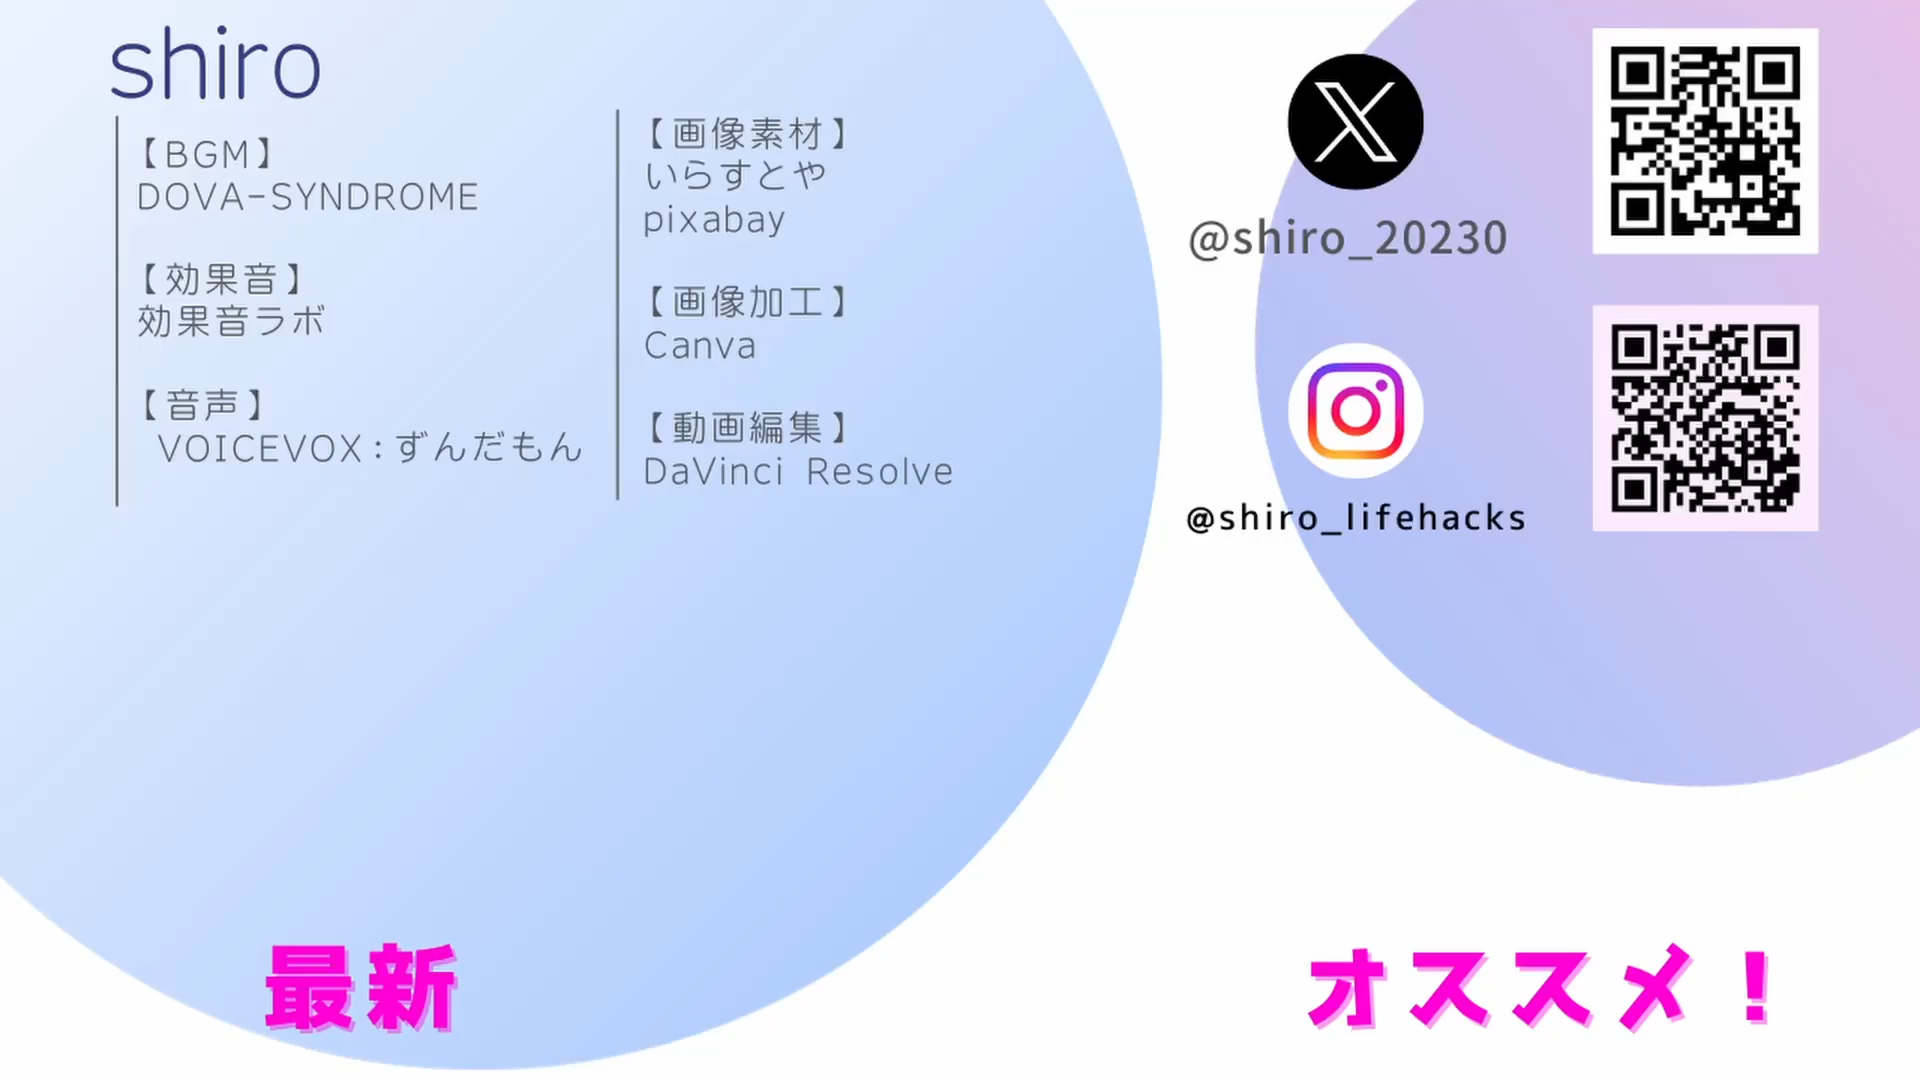 shiro
【BGM】
DOVA-SYNDROME
【効果音】
効果音ラボ
【音声】
VOICEVOX:ずんだもん
【画像素材】
いらすとや
pixabay
【画像加工】
Canva
【動画編集】
DaVinci Resolve
@shiro_20230
@shiro_lifehacks
最新
オススメ!